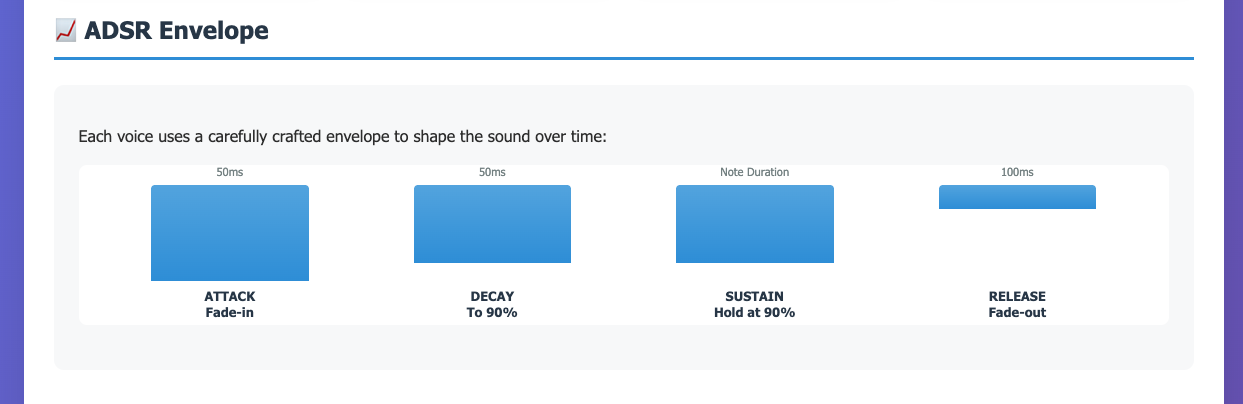 📈 ADSR Envelope
Each voice uses a carefully crafted envelope to shape the sound over time:
50ms
50ms
Note Duration
100ms
ATTACK
Fade-in
DECAY
To 90%
SUSTAIN
Hold at 90%
RELEASE
Fade-out